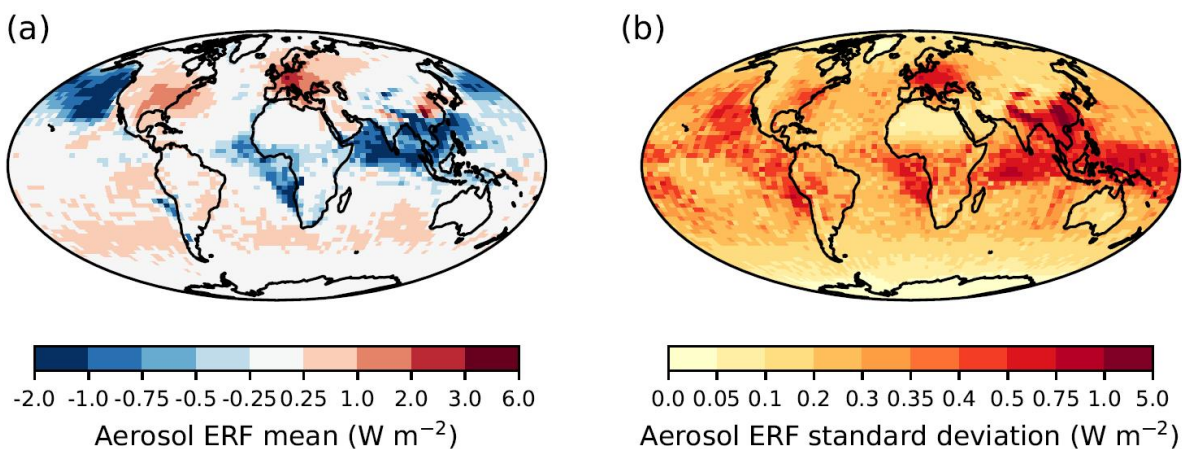 (a)
(b)
-2.0 -1.0 -0.75 -0.5 -0.25 0.25 1.0 2.0 3.0 6.0
Aerosol ERF mean (W m⁻²)
0.0 0.05 0.1 0.2 0.3 0.35 0.4 0.5 0.75 1.0 5.0
Aerosol ERF standard deviation (W m⁻²)